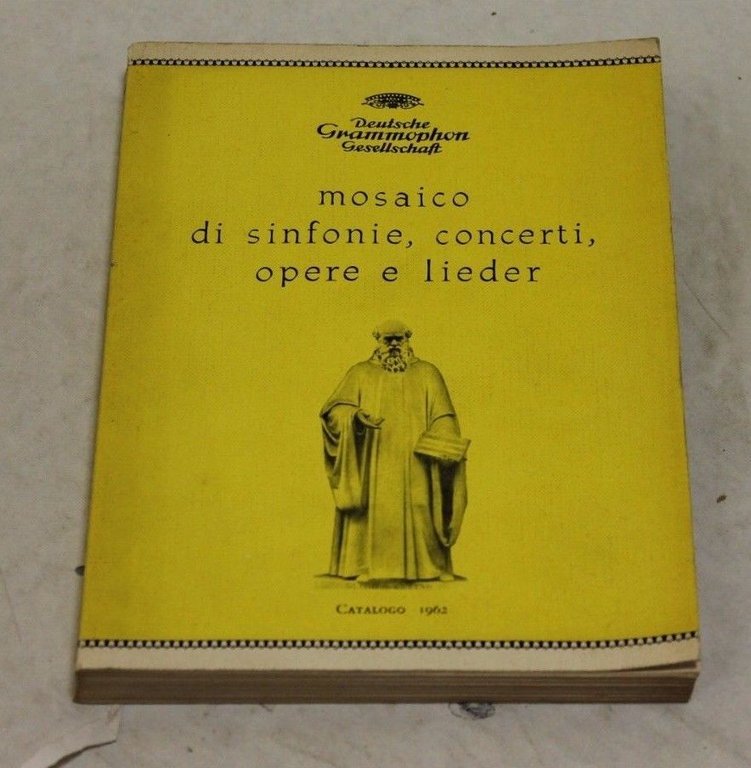 Deutsche
Grammophon
Gesellschaft
mosaico
di sinfonie, concerti,
opere e lieder
CATALOGO 1962